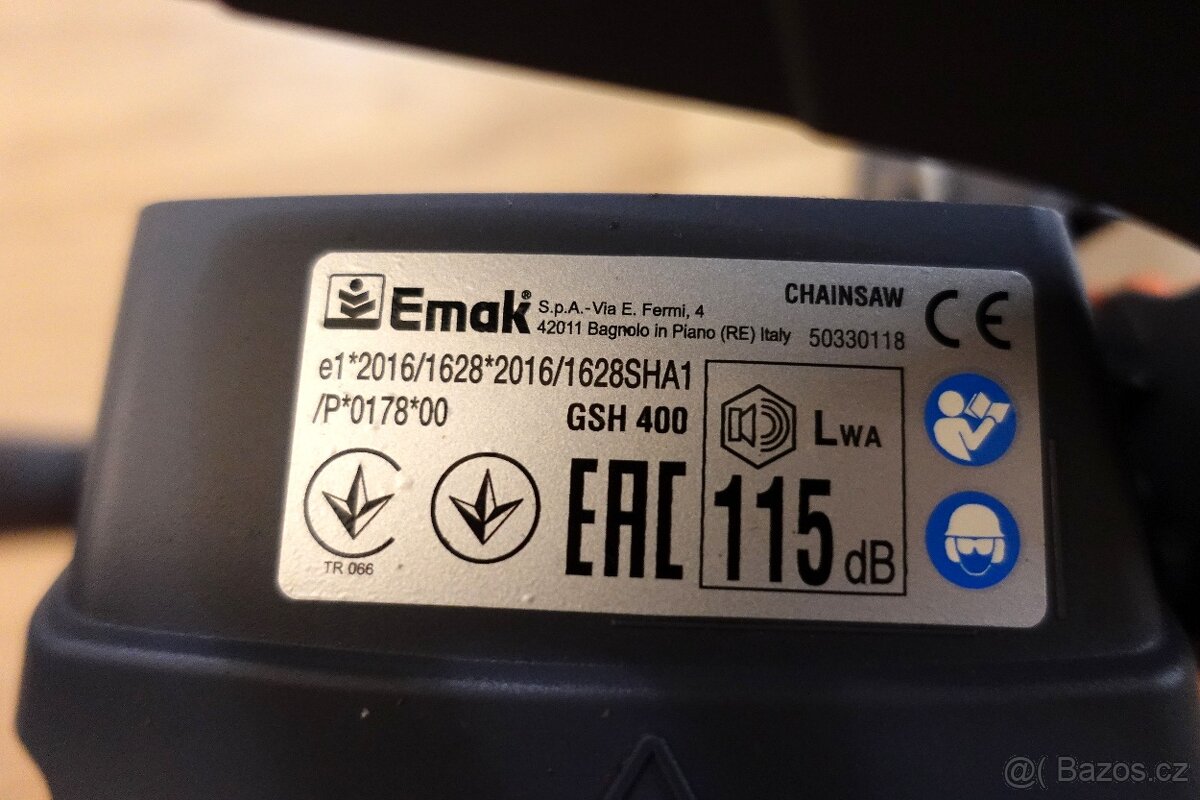 Emak® S.p.A.-Via E. Fermi, 4
42011 Bagnolo in Piano (RE) Italy
CHAINSAW
50330118
CE
e1*2016/1628*2016/1628SHA1
/P*0178*00
GSH 400
TR 066
EAC
LWA
115 dB
@( Bazos.cz